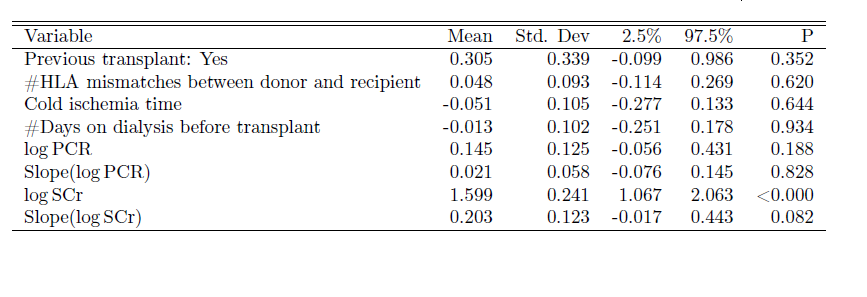 Variable Mean Std. Dev 2.5% 97.5% P
Previous transplant: Yes 0.305 0.339 -0.099 0.986 0.352
#HLA mismatches between donor and recipient 0.048 0.093 -0.114 0.269 0.620
Cold ischemia time -0.051 0.105 -0.277 0.133 0.644
#Days on dialysis before transplant -0.013 0.102 -0.251 0.178 0.934
log PCR 0.145 0.125 -0.056 0.431 0.188
Slope(log PCR) 0.021 0.058 -0.076 0.145 0.828
log SCr 1.599 0.241 1.067 2.063 <0.000
Slope(log SCr) 0.203 0.123 -0.017 0.443 0.082